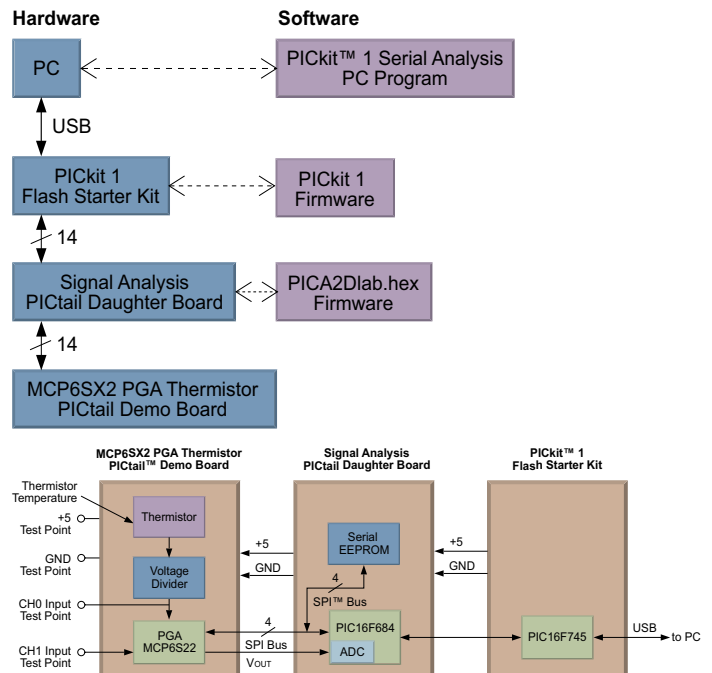 Hardware
Software
PC
PICkit™ 1 Serial Analysis
PC Program
USB
PICkit 1
Flash Starter Kit
PICkit 1
Firmware
14
Signal Analysis
PICtail Daughter Board
PICA2Dlab.hex
Firmware
14
MCP6SX2 PGA Thermistor
PICtail Demo Board
MCP6SX2 PGA Thermistor
PICtail™ Demo Board
Signal Analysis
PICtail Daughter Board
PICkit™ 1
Flash Starter Kit
Thermistor
Temperature
+5
Test Point
GND
Test Point
CH0 Input
Test Point
CH1 Input
Test Point
Thermistor
Voltage
Divider
PGA
MCP6S22
+5
GND
4
SPI Bus
VOUT
Serial
EEPROM
4
SPI™ Bus
PIC16F684
ADC
+5
GND
PIC16F745
USB
to PC